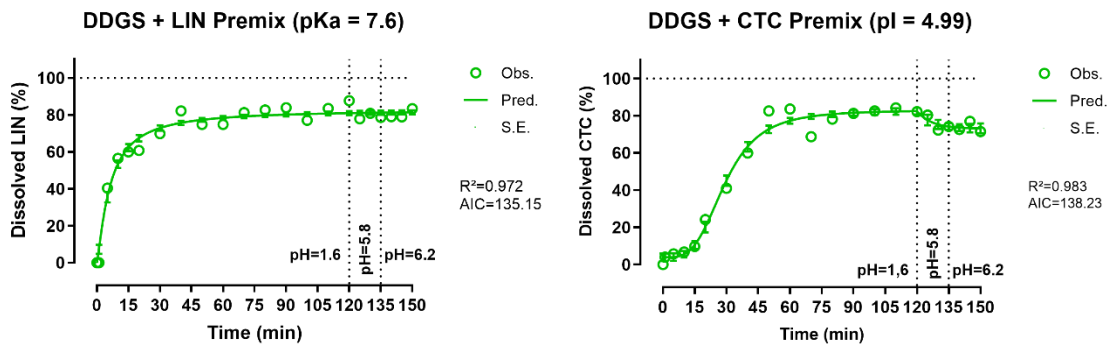 DDGS + LIN Premix (pKa = 7.6)
Dissolved LIN (%)
100
80
60
40
20
0
pH=1.6
pH=5.8
pH=6.2
0 15 30 45 60 75 90 105 120 135 150
Time (min)
Obs.
Pred.
S.E.
R²=0.972
AIC=135.15
DDGS + CTC Premix (pI = 4.99)
Dissolved CTC (%)
100
80
60
40
20
0
pH=1,6
pH=5.8
pH=6.2
0 15 30 45 60 75 90 105 120 135 150
Time (min)
Obs.
Pred.
S.E.
R²=0.983
AIC=138.23